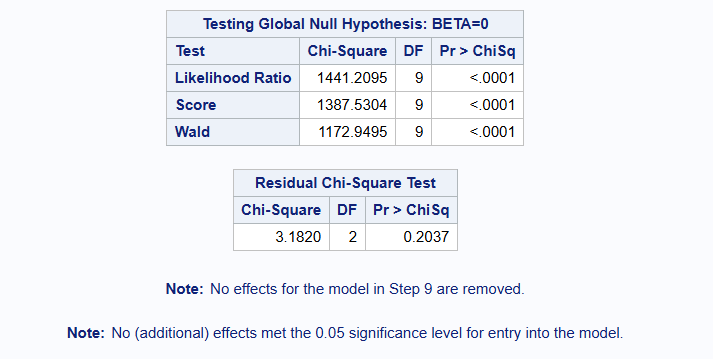 Testing Global Null Hypothesis: BETA=0
Test Chi-Square DF Pr > ChiSq
Likelihood Ratio 1441.2095 9 <.0001
Score 1387.5304 9 <.0001
Wald 1172.9495 9 <.0001
Residual Chi-Square Test
Chi-Square DF Pr > ChiSq
3.1820 2 0.2037
Note: No effects for the model in Step 9 are removed.
Note: No (additional) effects met the 0.05 significance level for entry into the model.